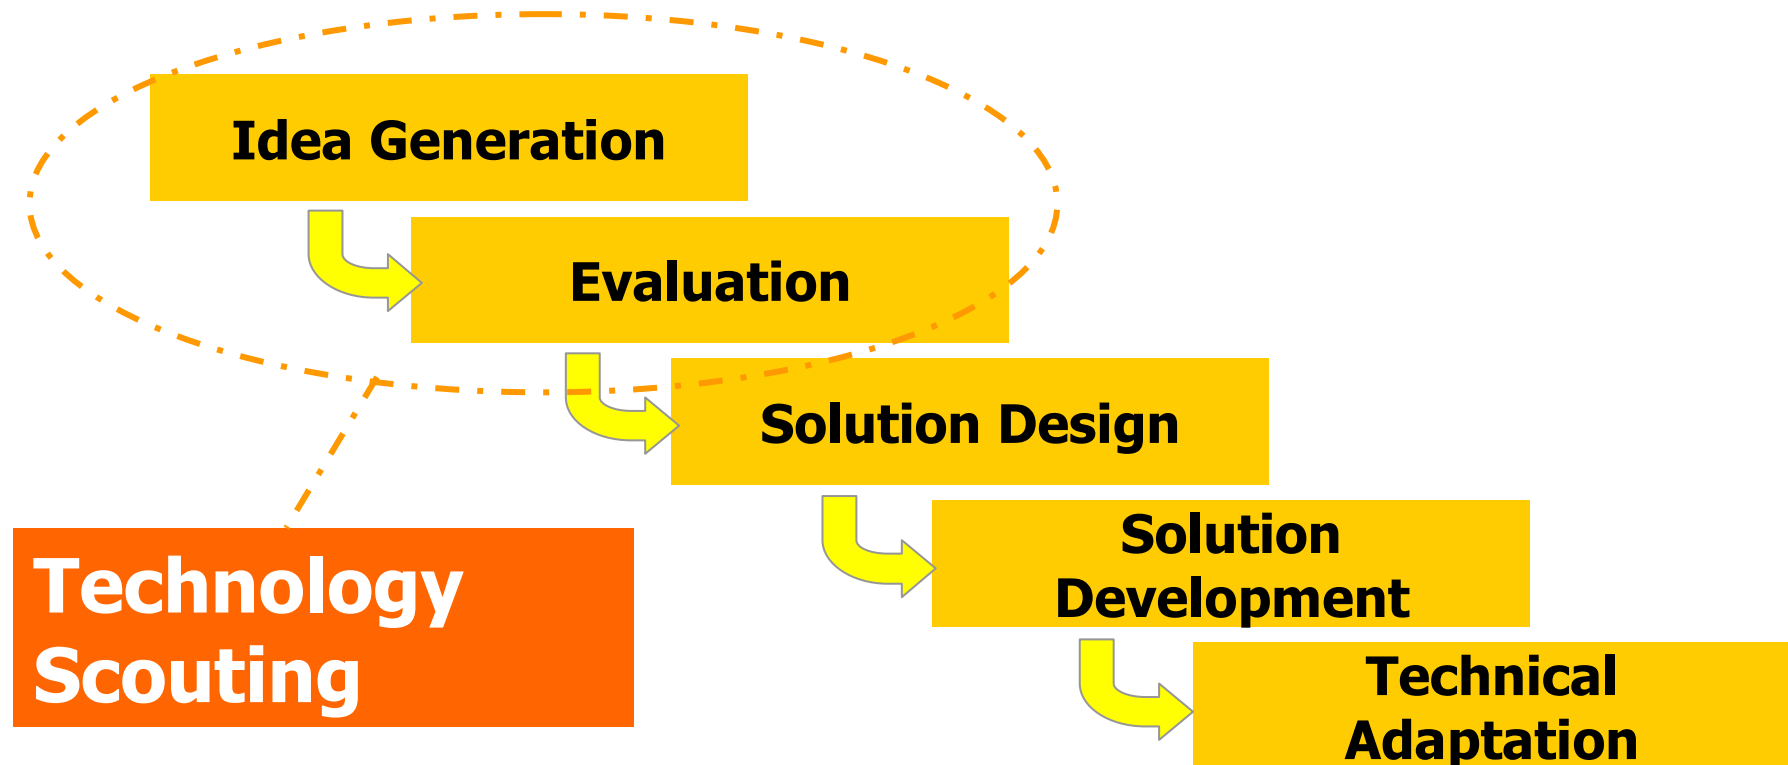 Idea Generation
Evaluation
Solution Design
Solution
Development
Technology
Scouting
Technical
Adaptation